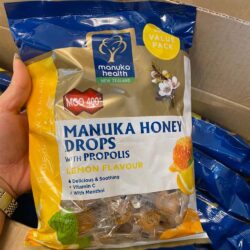 VALUE
PACK
manuka
health
NEW ZEALAND
MGO 400+
MANUKA HONEY
DROPS
WITH PROPOLIS
LEMON FLAVOUR
Delicious & Soothing
Vitamin C
With Menthol